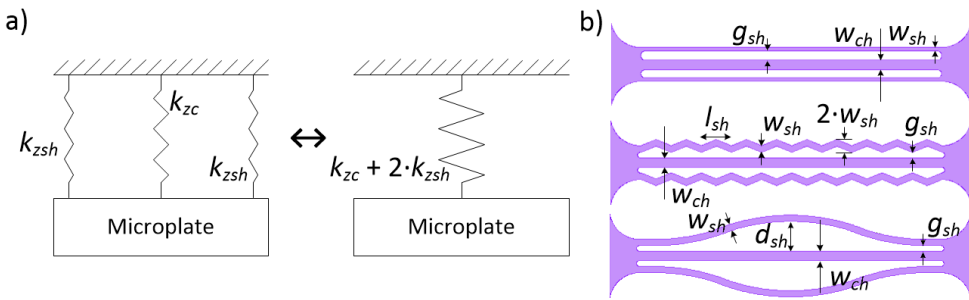 a)
k_zsh
k_zc
k_zsh
Microplate
↔
k_zc + 2·k_zsh
Microplate
b)
g_sh
w_ch
w_sh
l_sh
w_sh
2·w_sh
g_sh
w_ch
w_sh
d_sh
g_sh
w_ch